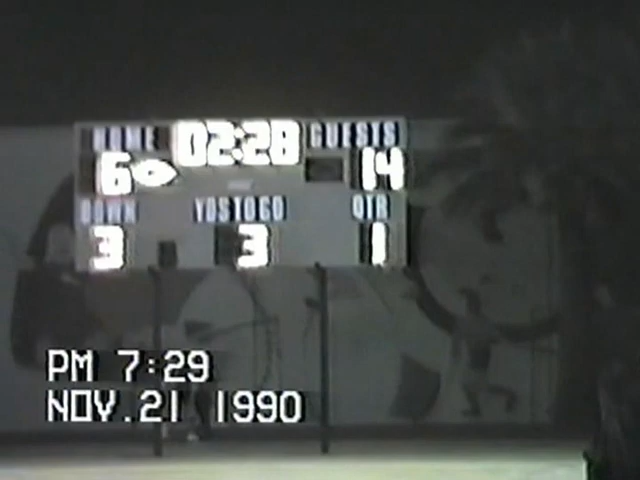 HOME 02:28 GUESTS
6 14
DOWN YDS TO GO QTR
3 3 1
PM 7:29
NOV. 21 1990